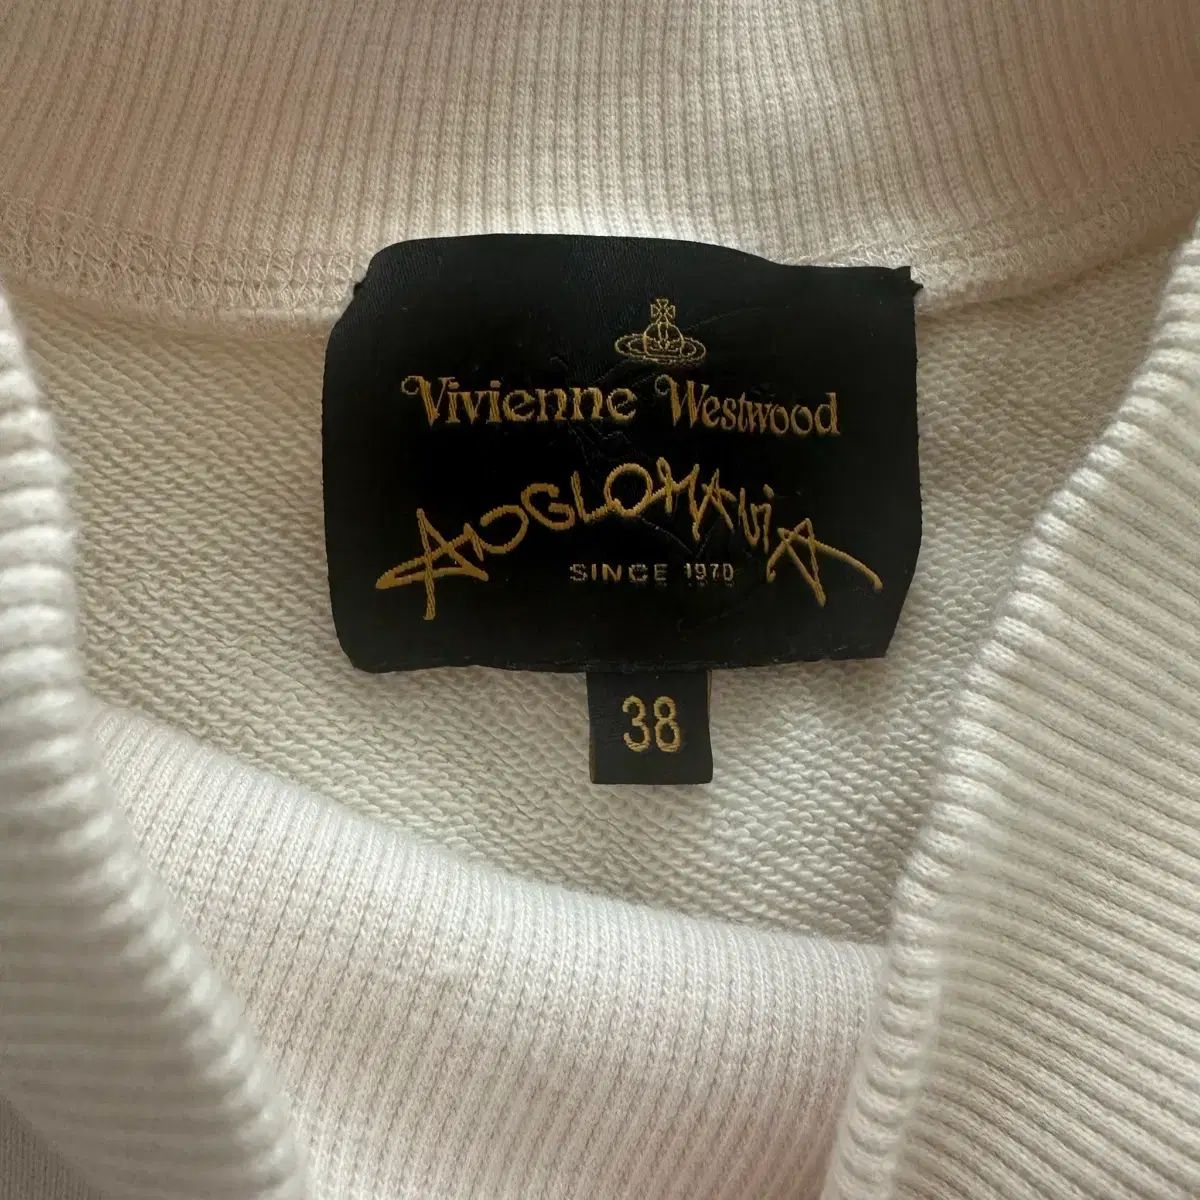 Vivienne Westwood
ANGLOMANIA
SINCE 1970
38